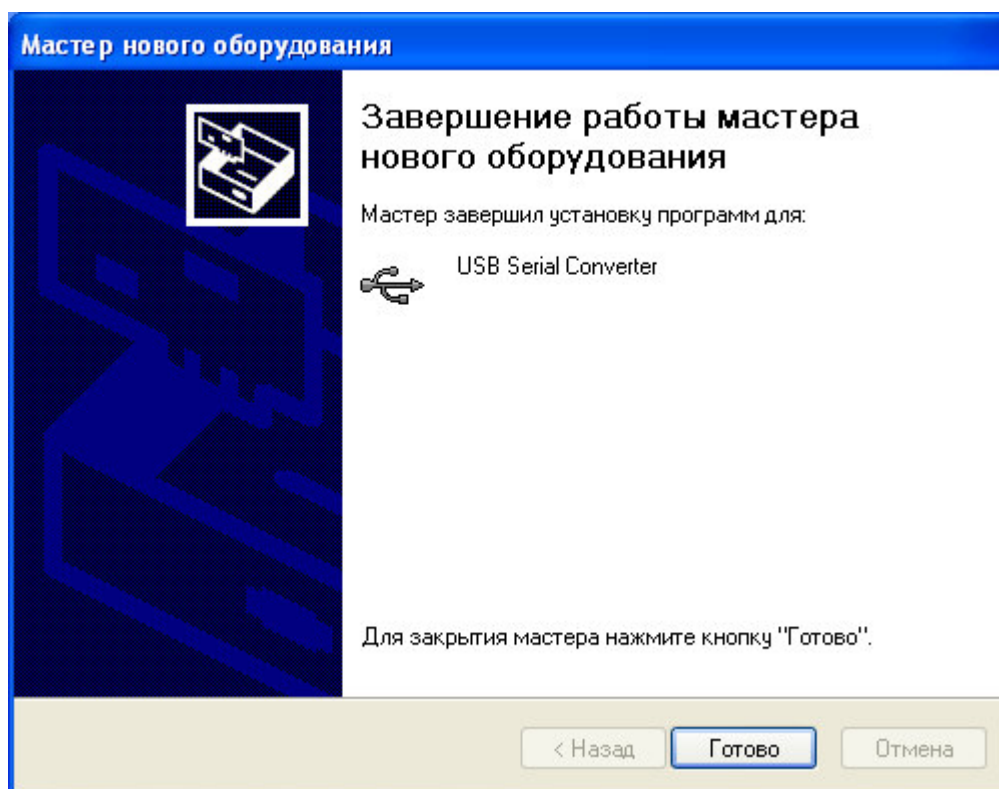 Мастер нового оборудования
Завершение работы мастера
нового оборудования
Мастер завершил установку программ для:
USB Serial Converter
Для закрытия мастера нажмите кнопку "Готово".
< Назад
Готово
Отмена